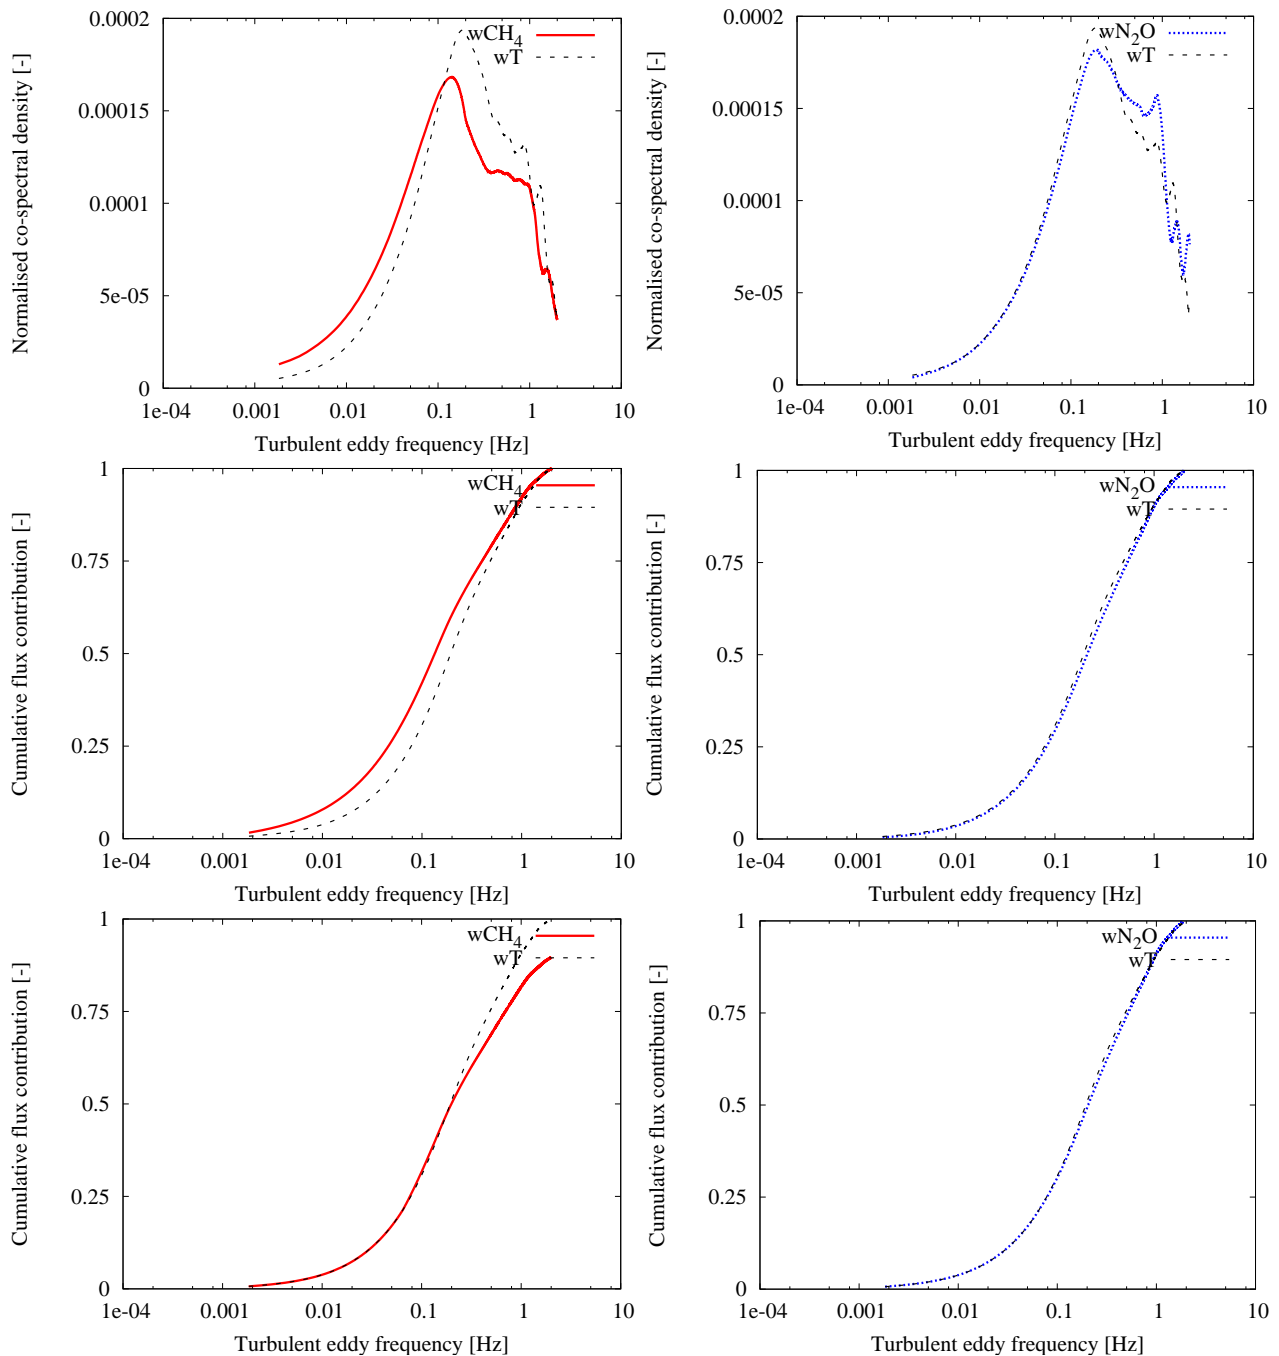 Normalised co-spectral density [-]
0.0002
0.00015
0.0001
5e-05
0
1e-04 0.001 0.01 0.1 1 10
Turbulent eddy frequency [Hz]
wCH4
wT
Normalised co-spectral density [-]
0.0002
0.00015
0.0001
5e-05
0
1e-04 0.001 0.01 0.1 1 10
Turbulent eddy frequency [Hz]
wN2O
wT
Cumulative flux contribution [-]
1
0.75
0.5
0.25
0
1e-04 0.001 0.01 0.1 1 10
Turbulent eddy frequency [Hz]
wCH4
wT
Cumulative flux contribution [-]
1
0.75
0.5
0.25
0
1e-04 0.001 0.01 0.1 1 10
Turbulent eddy frequency [Hz]
wN2O
wT
Cumulative flux contribution [-]
1
0.75
0.5
0.25
0
1e-04 0.001 0.01 0.1 1 10
Turbulent eddy frequency [Hz]
wCH4
wT
Cumulative flux contribution [-]
1
0.75
0.5
0.25
0
1e-04 0.001 0.01 0.1 1 10
Turbulent eddy frequency [Hz]
wN2O
wT